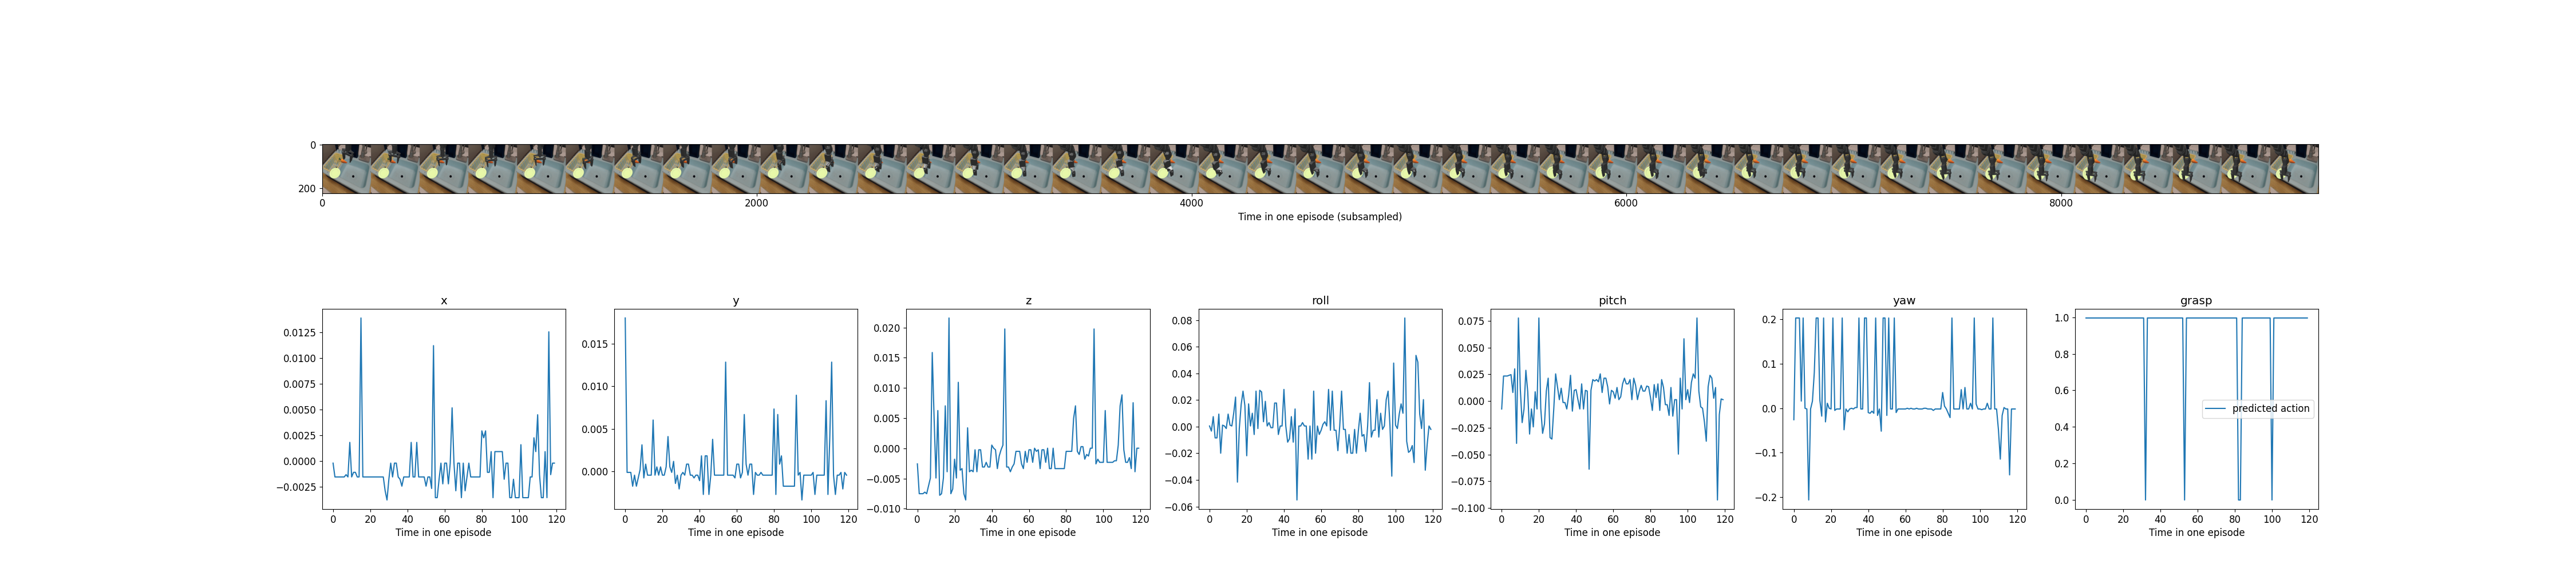 0
200
0 2000 4000 6000 8000
Time in one episode (subsampled)
x y z roll pitch yaw grasp
0.0125
0.0100
0.0075
0.0050
0.0025
0.0000
−0.0025
0 20 40 60 80 100 120
Time in one episode
0.015
0.010
0.005
0.000
0 20 40 60 80 100 120
Time in one episode
0.020
0.015
0.010
0.005
0.000
−0.005
−0.010
0 20 40 60 80 100 120
Time in one episode
0.08
0.06
0.04
0.02
0.00
−0.02
−0.04
−0.06
0 20 40 60 80 100 120
Time in one episode
0.075
0.050
0.025
0.000
−0.025
−0.050
−0.075
−0.100
0 20 40 60 80 100 120
Time in one episode
0.2
0.1
0.0
−0.1
−0.2
0 20 40 60 80 100 120
Time in one episode
1.0
0.8
0.6
0.4
0.2
0.0
predicted action
0 20 40 60 80 100 120
Time in one episode